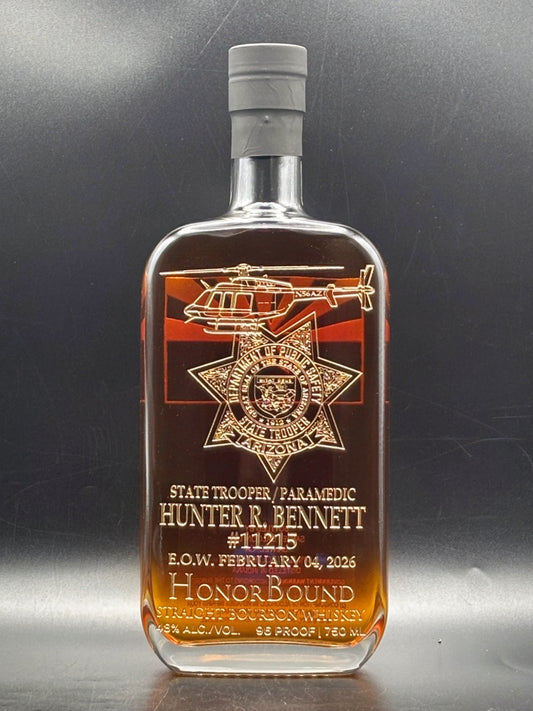 N56AZ
DEPARTMENT OF PUBLIC SAFETY
STATE TROOPER
ARIZONA
STATE TROOPER/PARAMEDIC
HUNTER R. BENNETT
#11215
E.O.W. FEBRUARY 04, 2026
HONORBOUND
STRAIGHT BOURBON WHISKEY
48% ALC./VOL. 96 PROOF | 750 ML